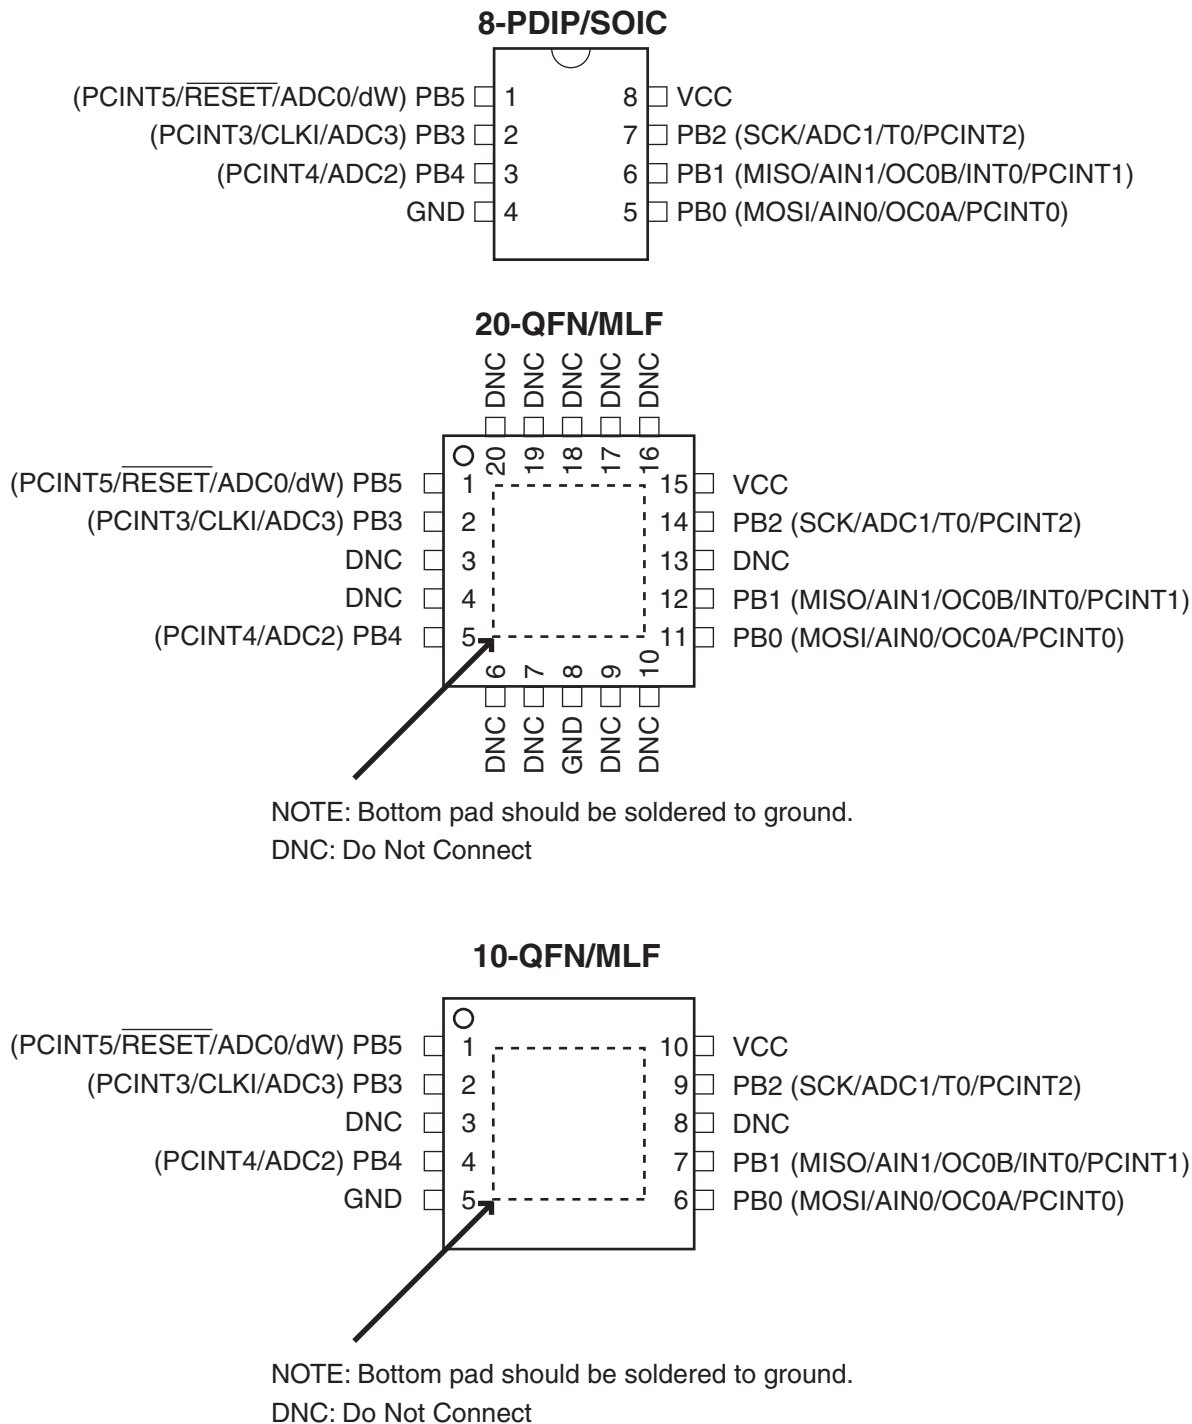 8-PDIP/SOIC
(PCINT5/RESET/ADC0/dW) PB5 1 8 VCC
(PCINT3/CLKI/ADC3) PB3 2 7 PB2 (SCK/ADC1/T0/PCINT2)
(PCINT4/ADC2) PB4 3 6 PB1 (MISO/AIN1/OC0B/INT0/PCINT1)
GND 4 5 PB0 (MOSI/AIN0/OC0A/PCINT0)
20-QFN/MLF
DNC DNC DNC DNC DNC
20 19 18 17 16
(PCINT5/RESET/ADC0/dW) PB5 1 15 VCC
(PCINT3/CLKI/ADC3) PB3 2 14 PB2 (SCK/ADC1/T0/PCINT2)
DNC 3 13 DNC
DNC 4 12 PB1 (MISO/AIN1/OC0B/INT0/PCINT1)
(PCINT4/ADC2) PB4 5 11 PB0 (MOSI/AIN0/OC0A/PCINT0)
6 7 8 9 10
DNC DNC GND DNC DNC
NOTE: Bottom pad should be soldered to ground.
DNC: Do Not Connect
10-QFN/MLF
(PCINT5/RESET/ADC0/dW) PB5 1 10 VCC
(PCINT3/CLKI/ADC3) PB3 2 9 PB2 (SCK/ADC1/T0/PCINT2)
DNC 3 8 DNC
(PCINT4/ADC2) PB4 4 7 PB1 (MISO/AIN1/OC0B/INT0/PCINT1)
GND 5 6 PB0 (MOSI/AIN0/OC0A/PCINT0)
NOTE: Bottom pad should be soldered to ground.
DNC: Do Not Connect